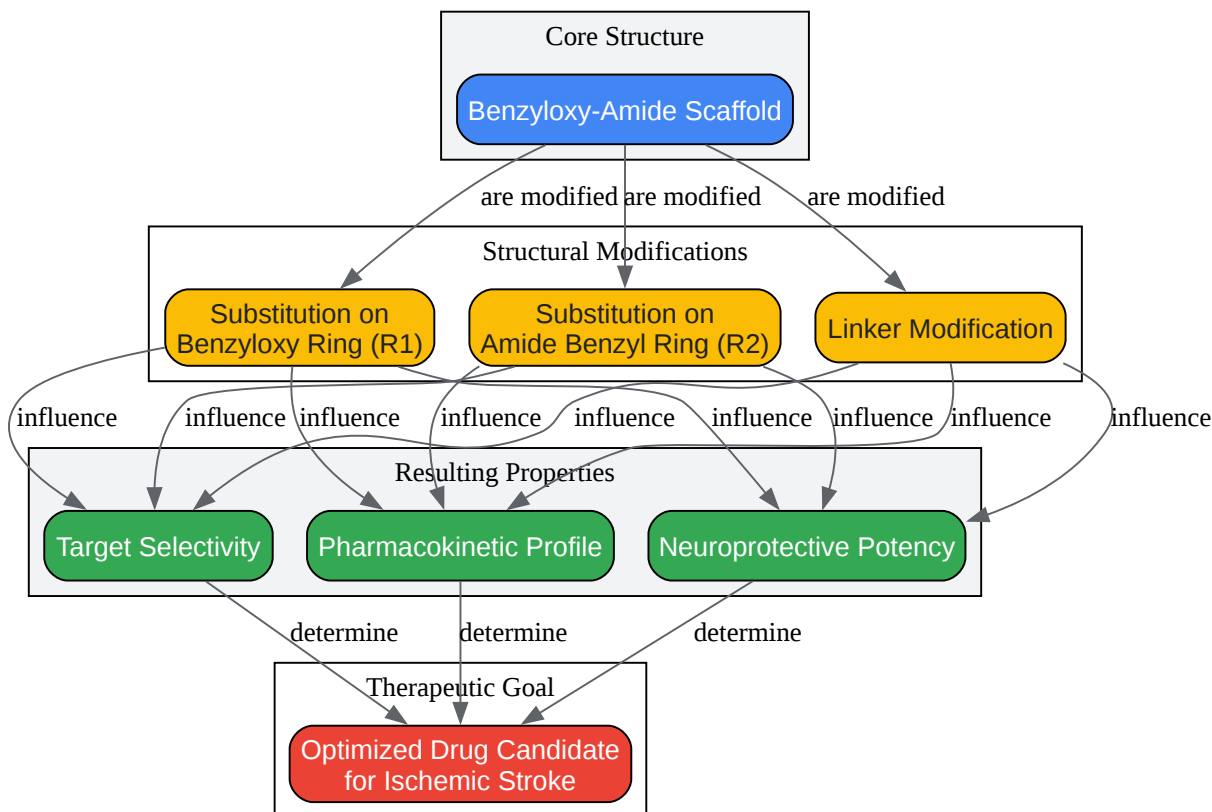 Core Structure
Benzyloxy-Amide Scaffold
are modified
are modified
are modified
Structural Modifications
Substitution on
Benzyloxy Ring (R1)
Substitution on
Amide Benzyl Ring (R2)
Linker Modification
influence
influence
influence
influence
influence
influence
influence
influence
influence
Resulting Properties
Target Selectivity
Pharmacokinetic Profile
Neuroprotective Potency
determine
determine
determine
Therapeutic Goal
Optimized Drug Candidate
for Ischemic Stroke